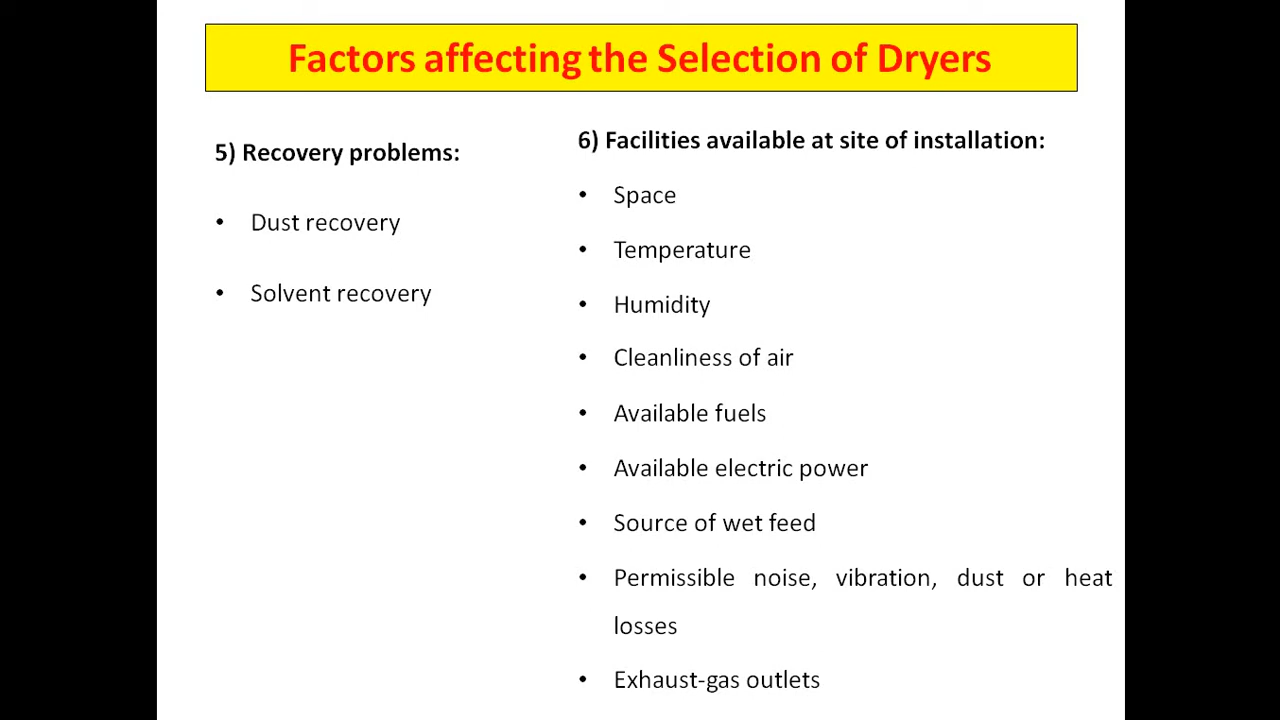 Factors affecting the Selection of Dryers
5) Recovery problems:
• Dust recovery
• Solvent recovery
6) Facilities available at site of installation:
• Space
• Temperature
• Humidity
• Cleanliness of air
• Available fuels
• Available electric power
• Source of wet feed
• Permissible noise, vibration, dust or heat
losses
• Exhaust-gas outlets